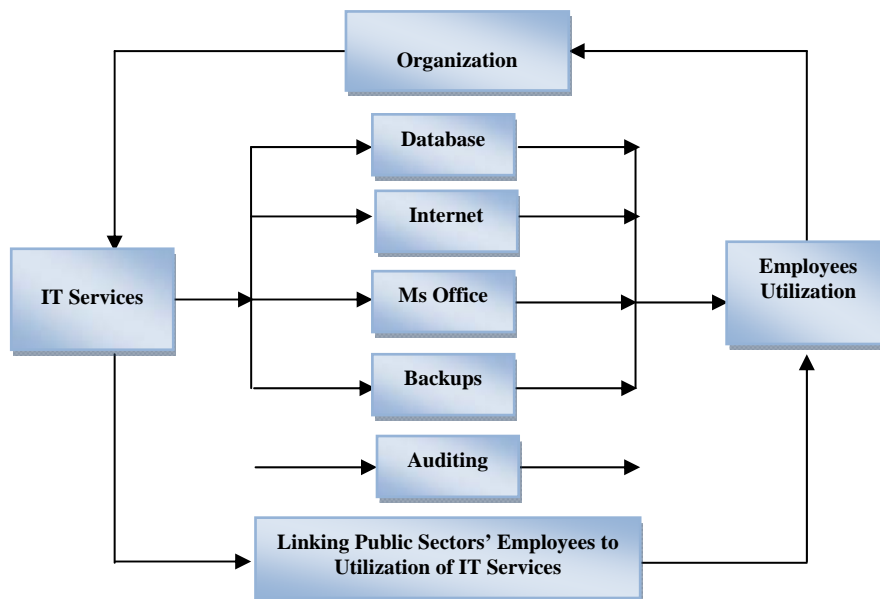 Organization
Database
Internet
IT Services
Ms Office
Employees
Utilization
Backups
Auditing
Linking Public Sectors’ Employees to
Utilization of IT Services